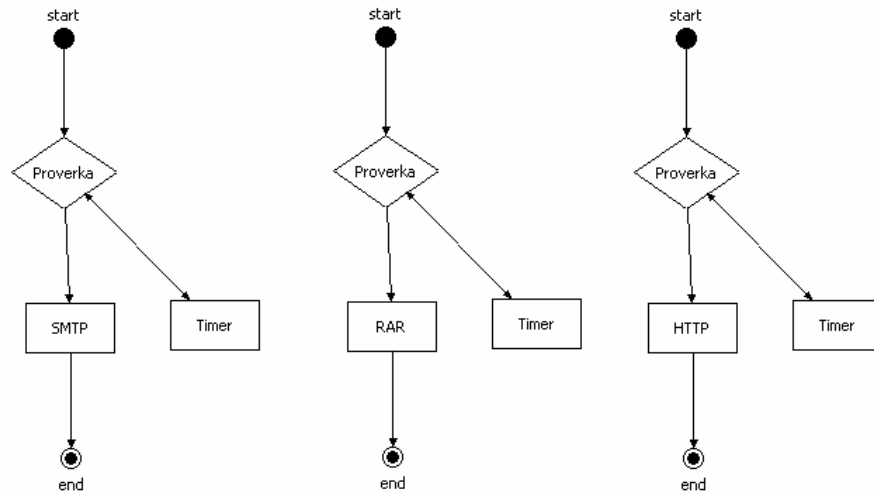 start
start
start
Proverka
Proverka
Proverka
SMTP
Timer
RAR
Timer
HTTP
Timer
end
end
end